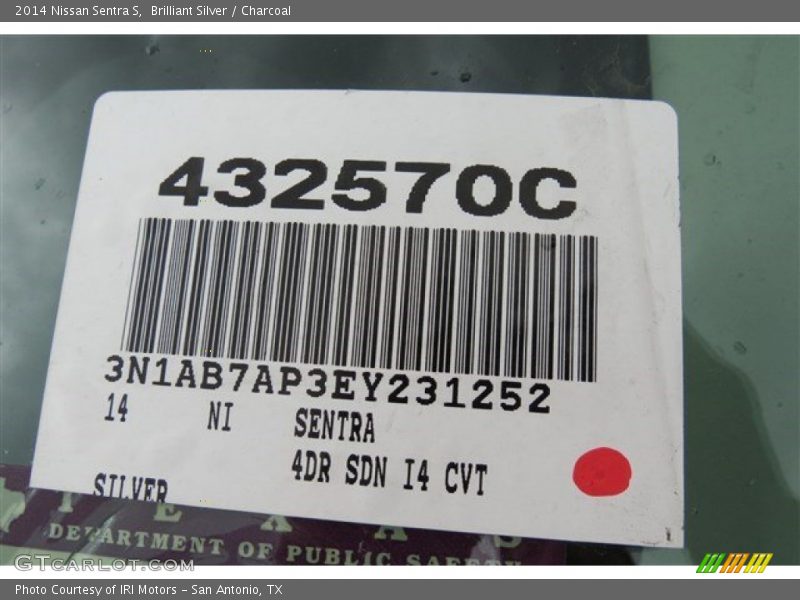 2014 Nissan Sentra S,  Brilliant Silver / Charcoal
432570C
3N1AB7AP3EY231252
14 NI SENTRA
4DR SDN I4 CVT
SILVER
TEXAS
DEPARTMENT OF PUBLIC SAFETY
GTcarlot.com
Photo Courtesy of IRI Motors – San Antonio, TX